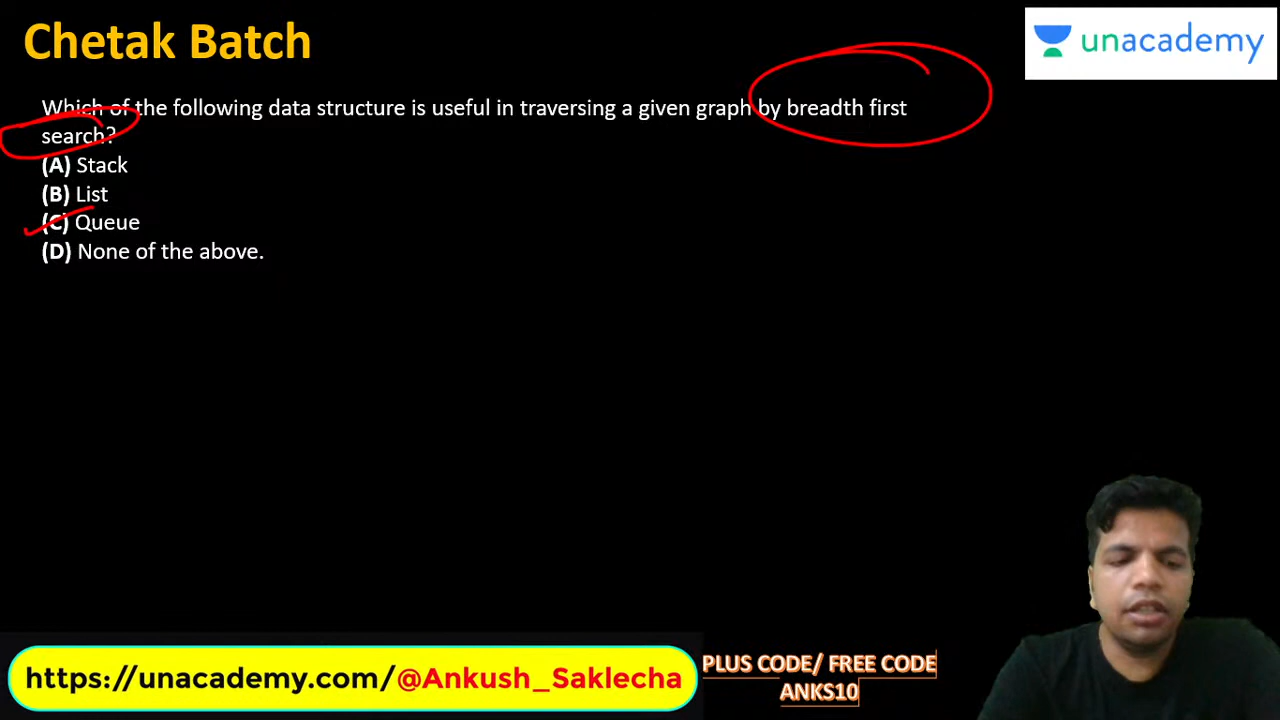 Chetak Batch
unacademy
Which of the following data structure is useful in traversing a given graph by breadth first
search?
(A) Stack
(B) List
(C) Queue
(D) None of the above.
https://unacademy.com/@Ankush_Saklecha
PLUS CODE/ FREE CODE
ANKS10